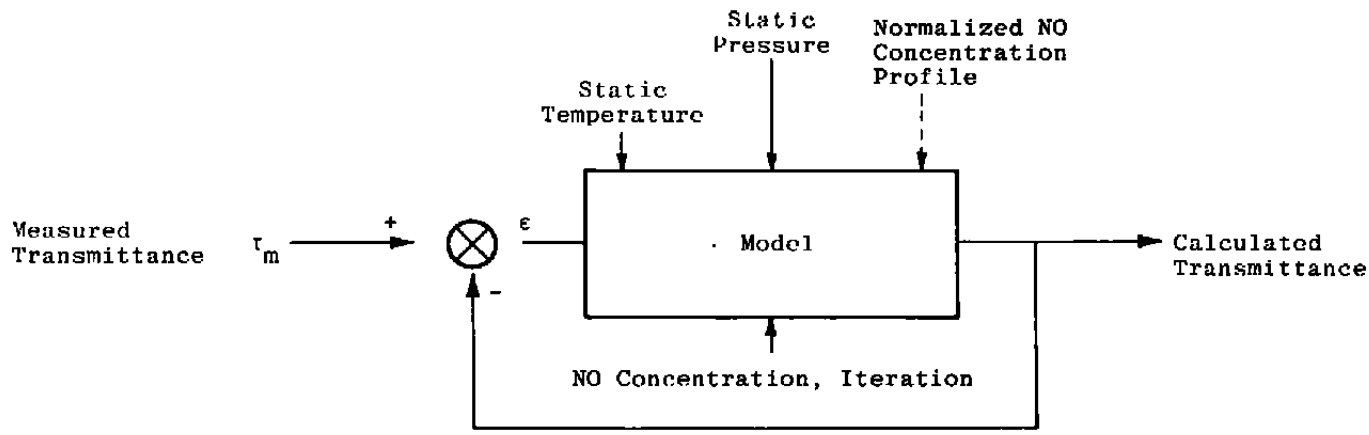 Static
Pressure
Normalized NO
Concentration
Profile
Static
Temperature
Measured
Transmittance
τm
+
ε
Model
Calculated
Transmittance
-
NO Concentration, Iteration